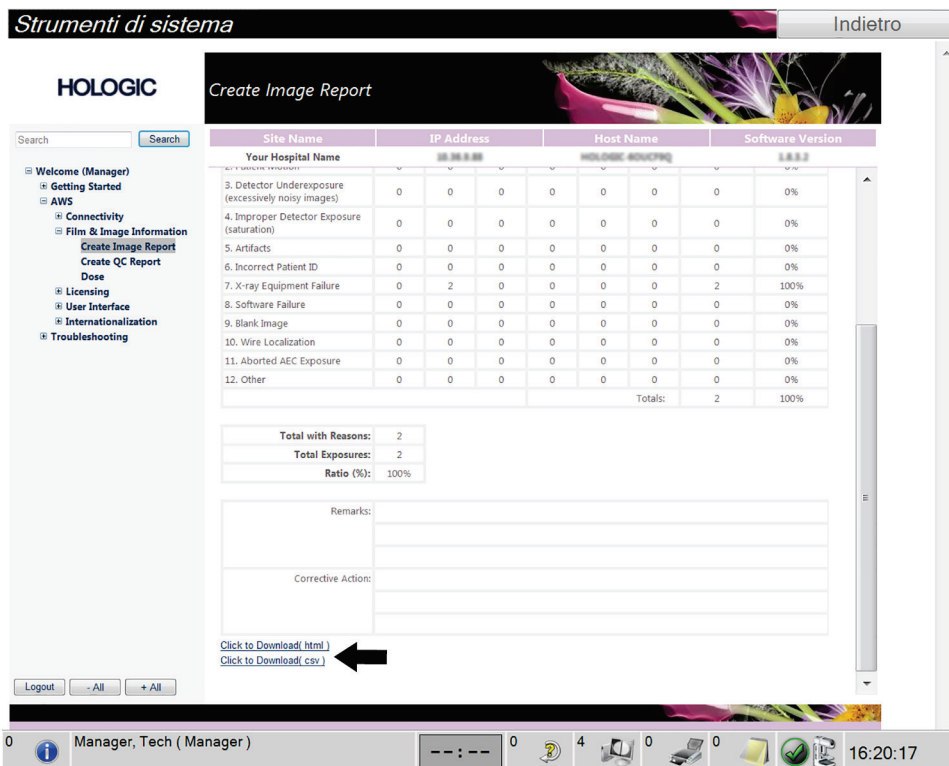 Strumenti di sistema
Indietro
HOLOGIC
Create Image Report
Search
Search
Site Name IP Address Host Name Software Version
Your Hospital Name
Welcome (Manager)
Getting Started
AWS
Connectivity
Film & Image Information
Create Image Report
Create QC Report
Dose
Licensing
User Interface
Internationalization
Troubleshooting
3. Detector Underexposure
(excessively noisy images) 0 0 0 0 0 0 0 0%
4. Improper Detector Exposure
(saturation) 0 0 0 0 0 0 0 0%
5. Artifacts 0 0 0 0 0 0 0 0%
6. Incorrect Patient ID 0 0 0 0 0 0 0 0%
7. X-ray Equipment Failure 0 2 0 0 0 0 2 100%
8. Software Failure 0 0 0 0 0 0 0 0%
9. Blank Image 0 0 0 0 0 0 0 0%
10. Wire Localization 0 0 0 0 0 0 0 0%
11. Aborted AEC Exposure 0 0 0 0 0 0 0 0%
12. Other 0 0 0 0 0 0 0 0%
Totals: 2 100%
Total with Reasons: 2
Total Exposures: 2
Ratio (%): 100%
Remarks:
Corrective Action:
Click to Download( html )
Click to Download( csv )
Logout - All + All
0 Manager, Tech ( Manager ) --:-- 0 4 0 0 16:20:17